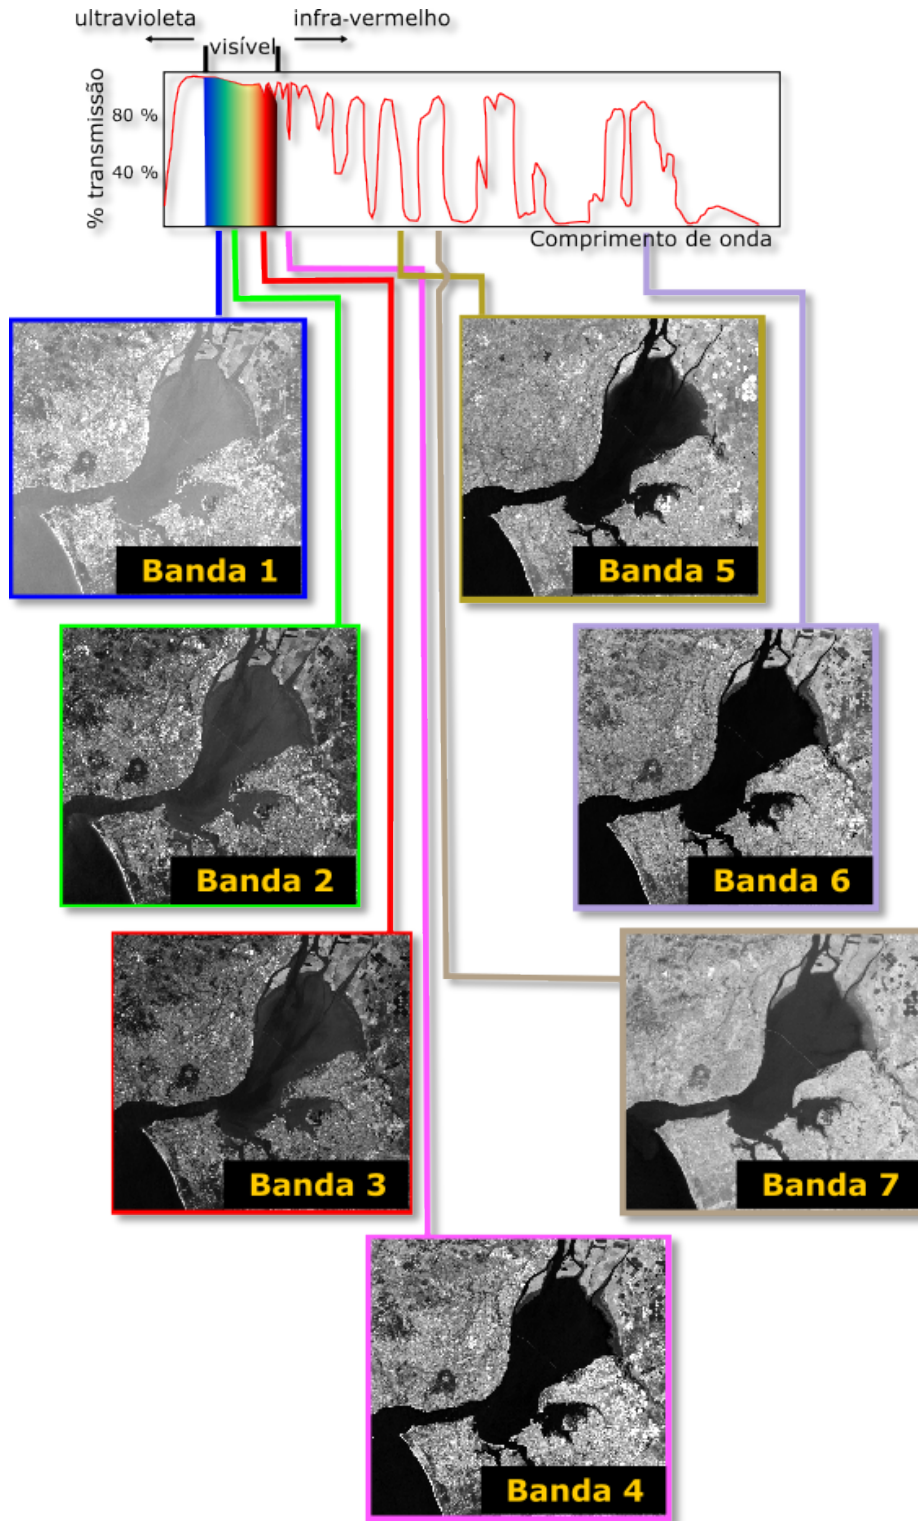 ultravioleta
infra-vermelho
visível
% transmissão
80 %
40 %
Comprimento de onda
Banda 1
Banda 5
Banda 2
Banda 6
Banda 3
Banda 7
Banda 4